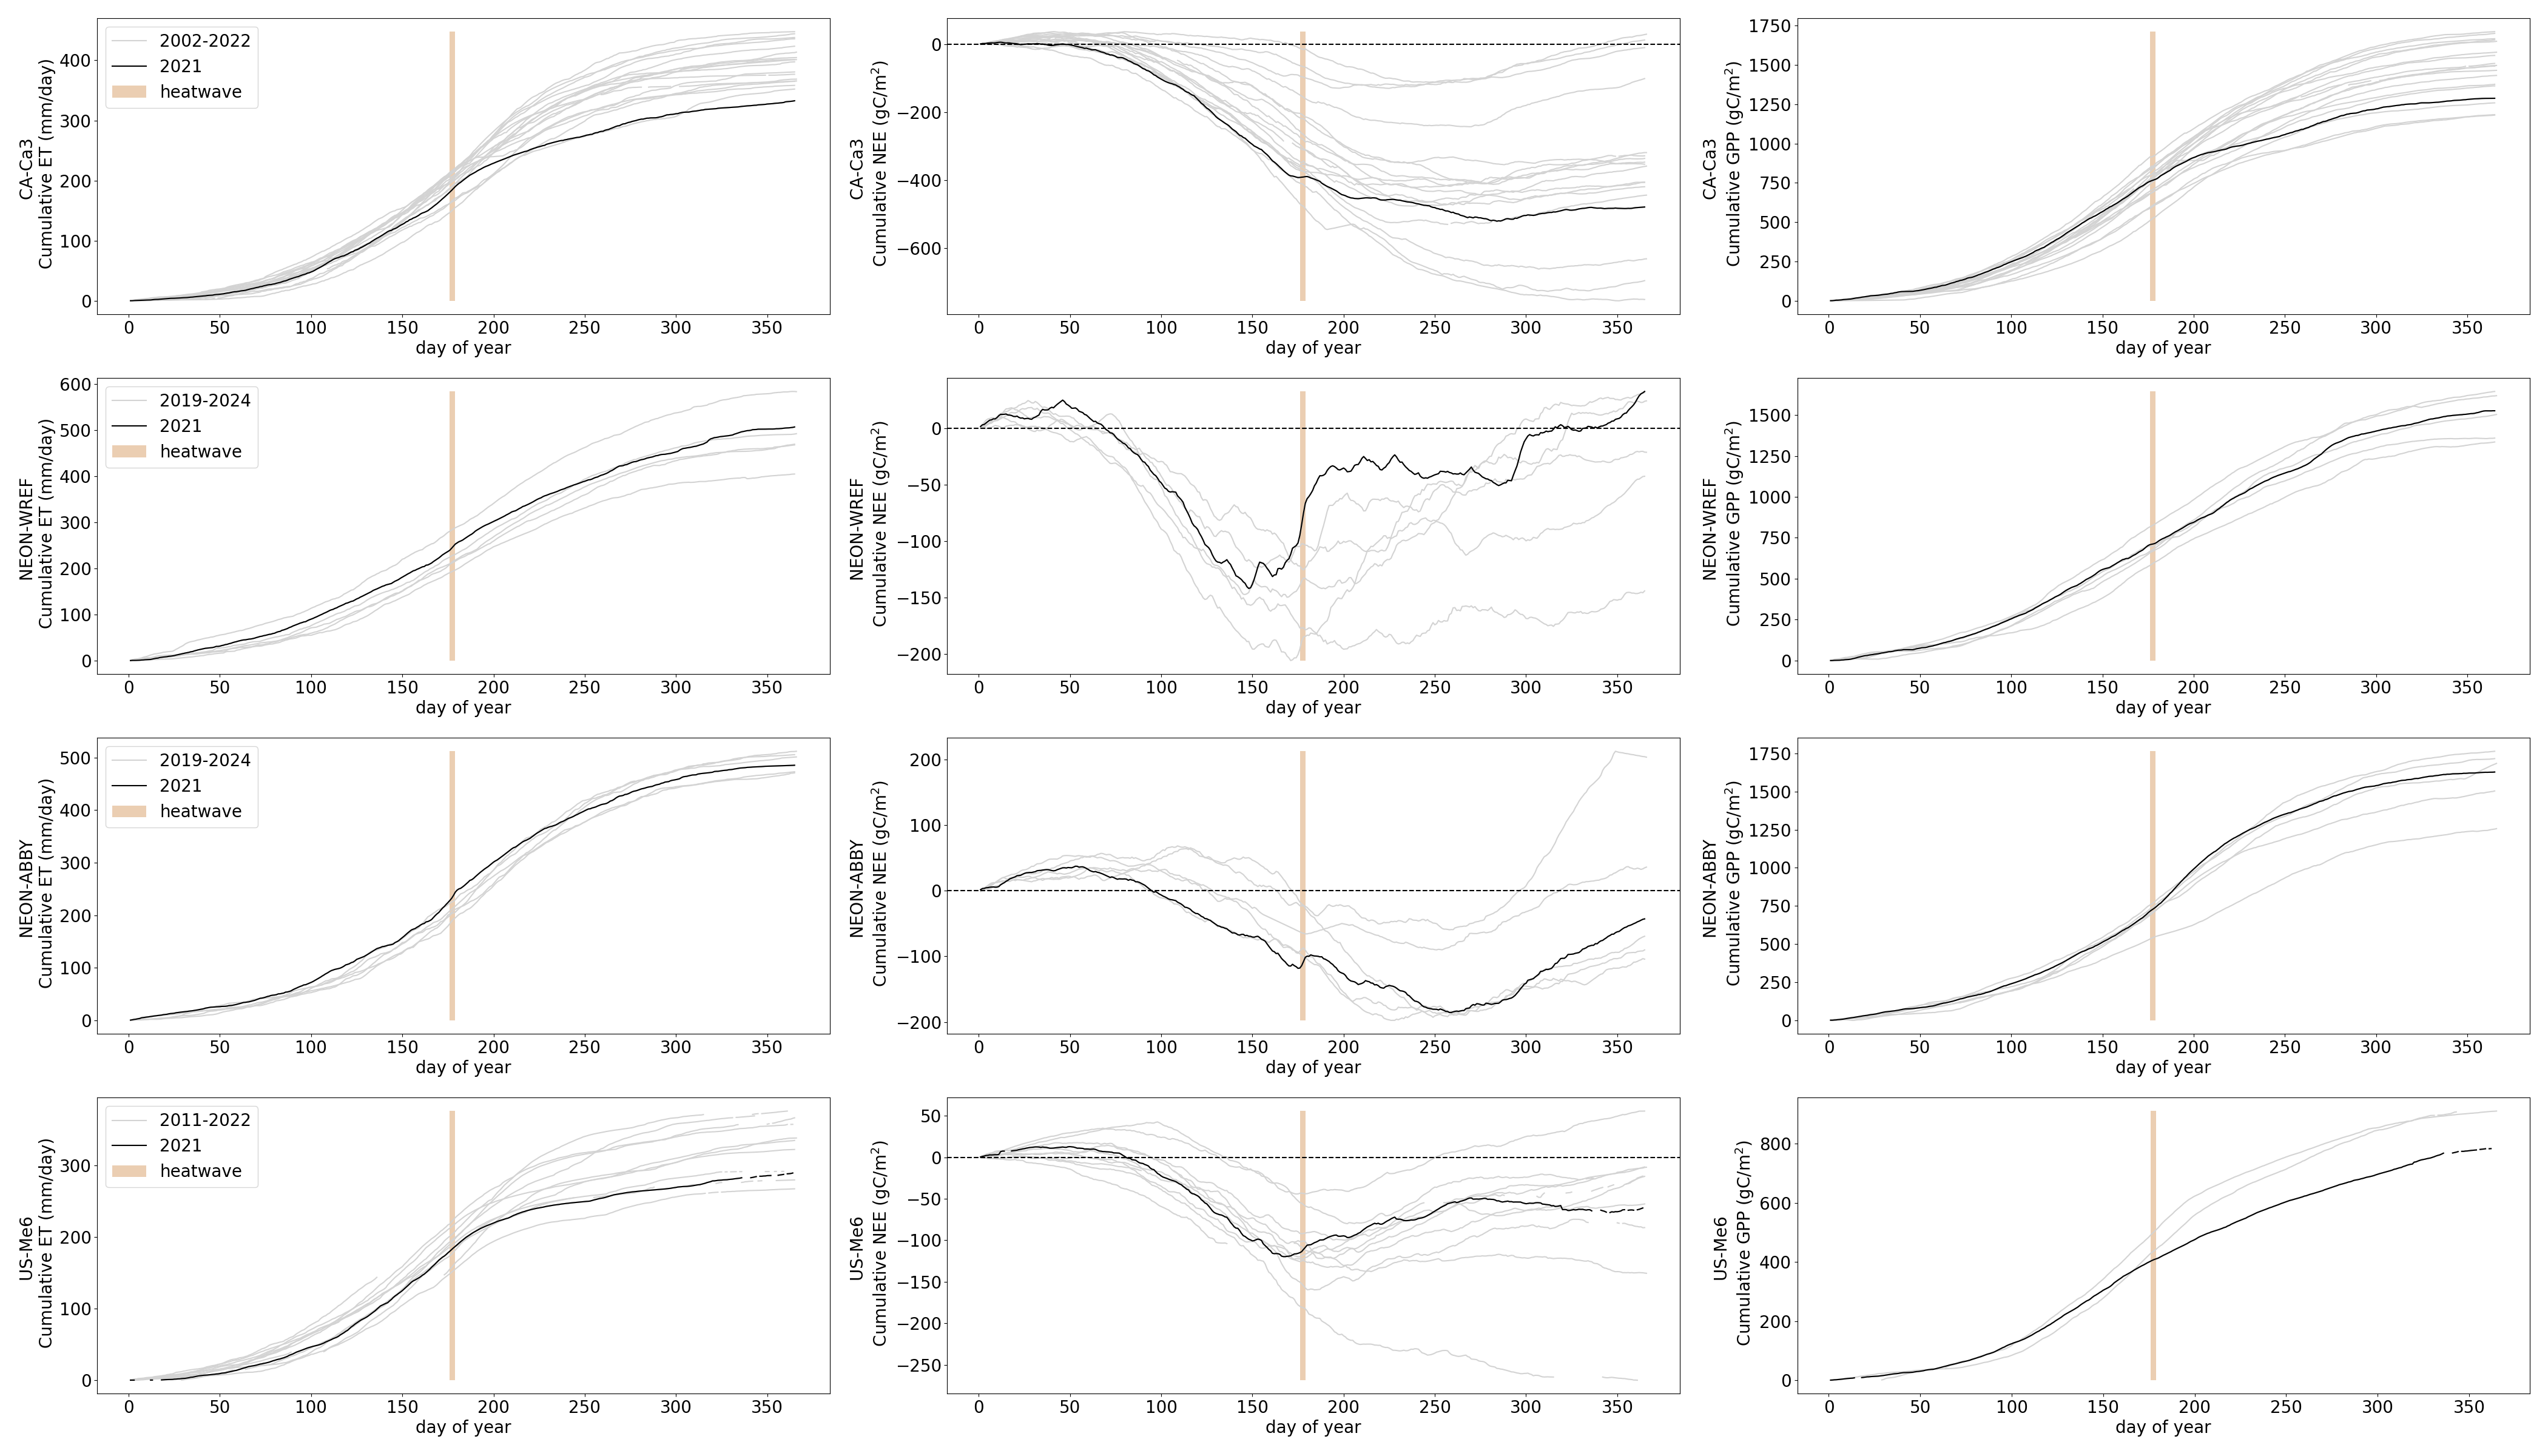 2002-2022
2021
heatwave
CA-Ca3
Cumulative ET (mm/day)
400
300
200
100
0
0 50 100 150 200 250 300 350
day of year
CA-Ca3
Cumulative NEE (gC/m²)
0
−200
−400
−600
0 50 100 150 200 250 300 350
day of year
CA-Ca3
Cumulative GPP (gC/m²)
1750
1500
1250
1000
750
500
250
0
0 50 100 150 200 250 300 350
day of year
2019-2024
2021
heatwave
NEON-WREF
Cumulative ET (mm/day)
600
500
400
300
200
100
0
0 50 100 150 200 250 300 350
day of year
NEON-WREF
Cumulative NEE (gC/m²)
0
−50
−100
−150
−200
0 50 100 150 200 250 300 350
day of year
NEON-WREF
Cumulative GPP (gC/m²)
1500
1250
1000
750
500
250
0
0 50 100 150 200 250 300 350
day of year
2019-2024
2021
heatwave
NEON-ABBY
Cumulative ET (mm/day)
500
400
300
200
100
0
0 50 100 150 200 250 300 350
day of year
NEON-ABBY
Cumulative NEE (gC/m²)
200
100
0
−100
−200
0 50 100 150 200 250 300 350
day of year
NEON-ABBY
Cumulative GPP (gC/m²)
1750
1500
1250
1000
750
500
250
0
0 50 100 150 200 250 300 350
day of year
2011-2022
2021
heatwave
US-Me6
Cumulative ET (mm/day)
300
200
100
0
0 50 100 150 200 250 300 350
day of year
US-Me6
Cumulative NEE (gC/m²)
50
0
−50
−100
−150
−200
−250
0 50 100 150 200 250 300 350
day of year
US-Me6
Cumulative GPP (gC/m²)
800
600
400
200
0
0 50 100 150 200 250 300 350
day of year